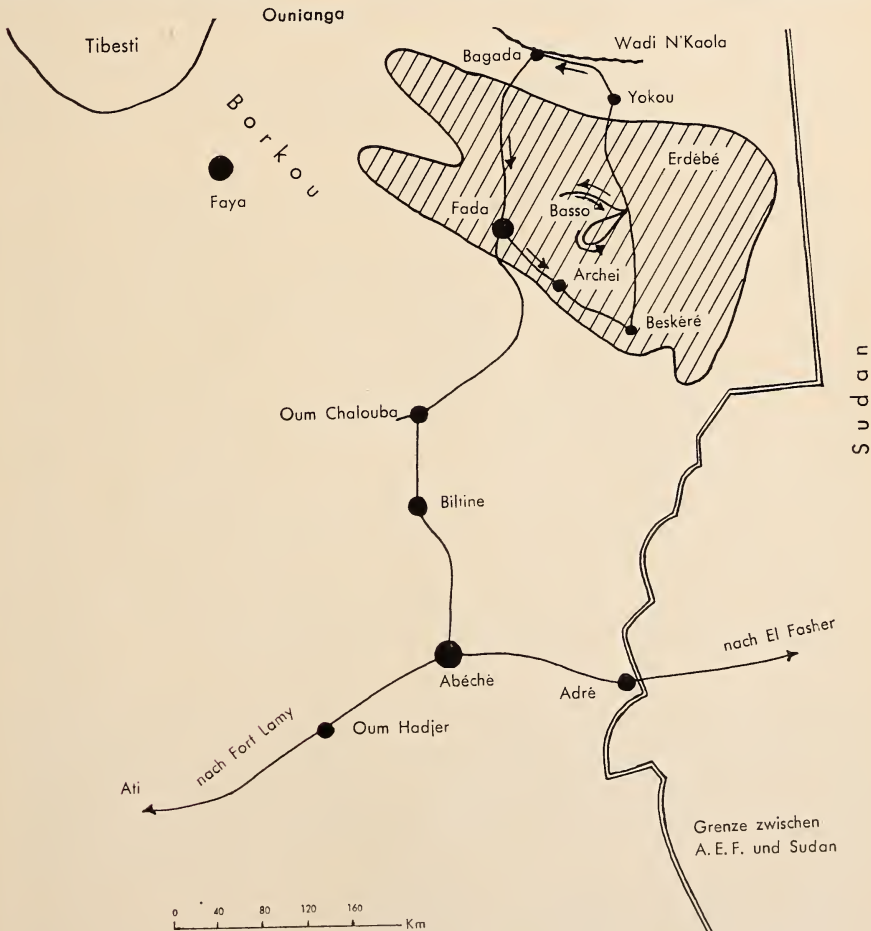 Ounianga
Tibesti
Wadi N'Kaola
Bagada
Yokou
Borkou
Erdébé
Faya
Fada
Basso
Archei
Beskéré
Sudan
Oum Chalouba
Biltine
nach El Fasher
Abéché
Adré
Oum Hadjer
nach Fort Lamy
Ati
Grenze zwischen
A. E. F. und Sudan
0 40 80 120 160
Km